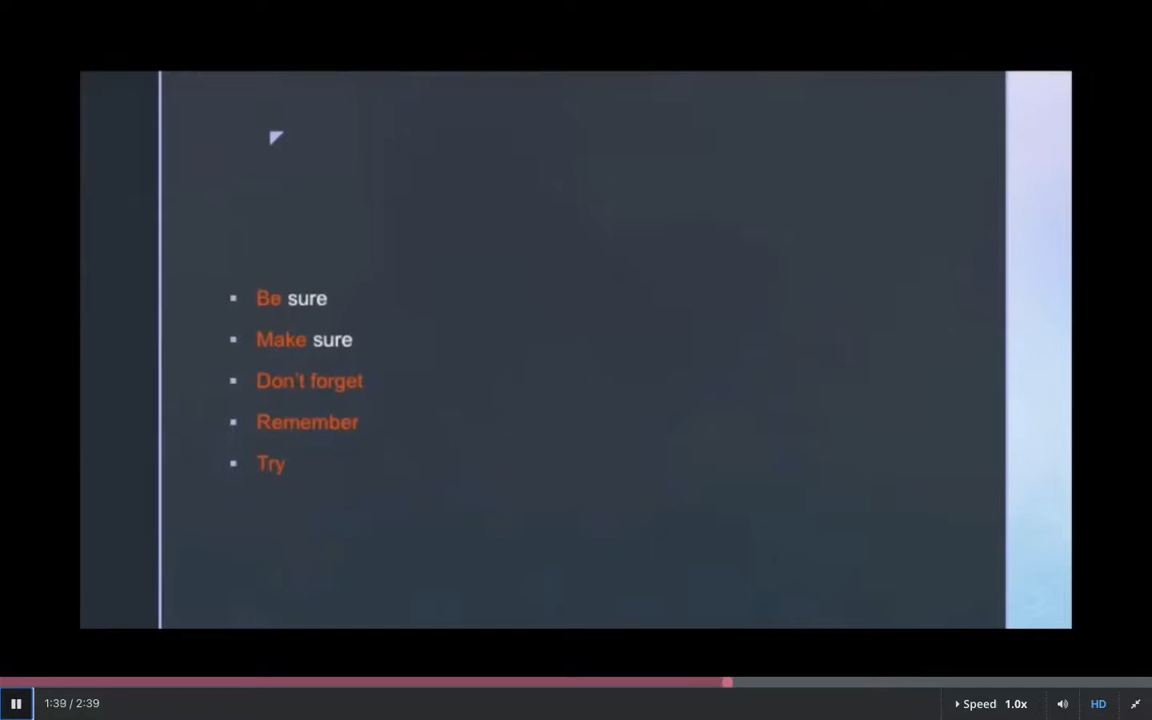 Be sure
Make sure
Don't forget
Remember
Try
1:39 / 2:39
Speed 1.0x
HD